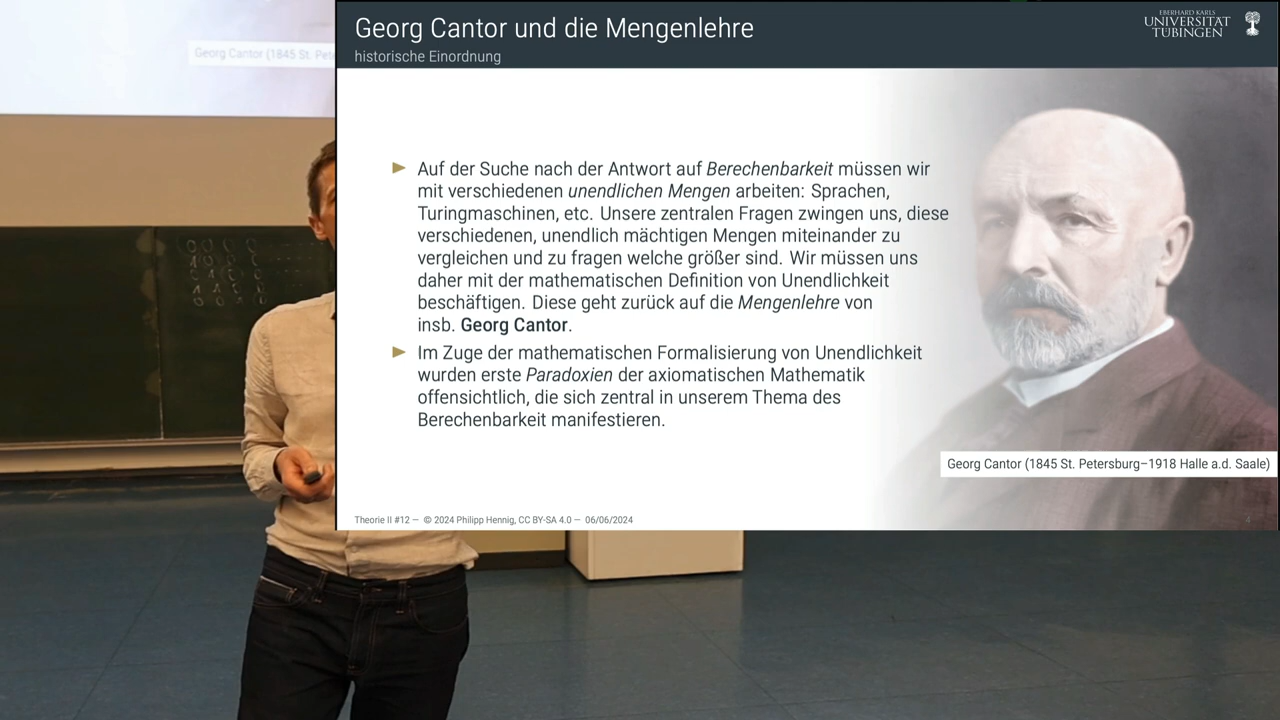 Georg Cantor (1845 St. Pete
Georg Cantor und die Mengenlehre
historische Einordnung
EBERHARD KARLS
UNIVERSITÄT
TÜBINGEN
Auf der Suche nach der Antwort auf Berechenbarkeit müssen wir
mit verschiedenen unendlichen Mengen arbeiten: Sprachen,
Turingmaschinen, etc. Unsere zentralen Fragen zwingen uns, diese
verschiedenen, unendlich mächtigen Mengen miteinander zu
vergleichen und zu fragen welche größer sind. Wir müssen uns
daher mit der mathematischen Definition von Unendlichkeit
beschäftigen. Diese geht zurück auf die Mengenlehre von
insb. Georg Cantor.
Im Zuge der mathematischen Formalisierung von Unendlichkeit
wurden erste Paradoxien der axiomatischen Mathematik
offensichtlich, die sich zentral in unserem Thema des
Berechenbarkeit manifestieren.
Georg Cantor (1845 St. Petersburg–1918 Halle a.d. Saale)
Theorie II #12 — © 2024 Philipp Hennig, CC BY-SA 4.0 — 06/06/2024
4